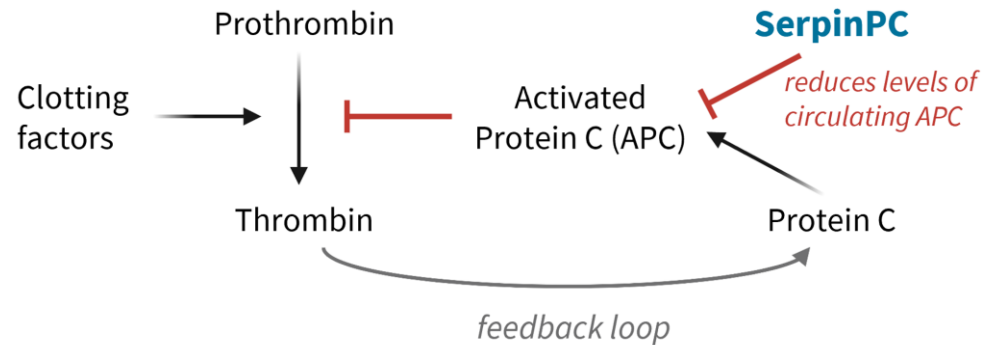 Prothrombin
SerpinPC
Clotting
factors
Activated
Protein C (APC)
reduces levels of
circulating APC
Thrombin
Protein C
feedback loop